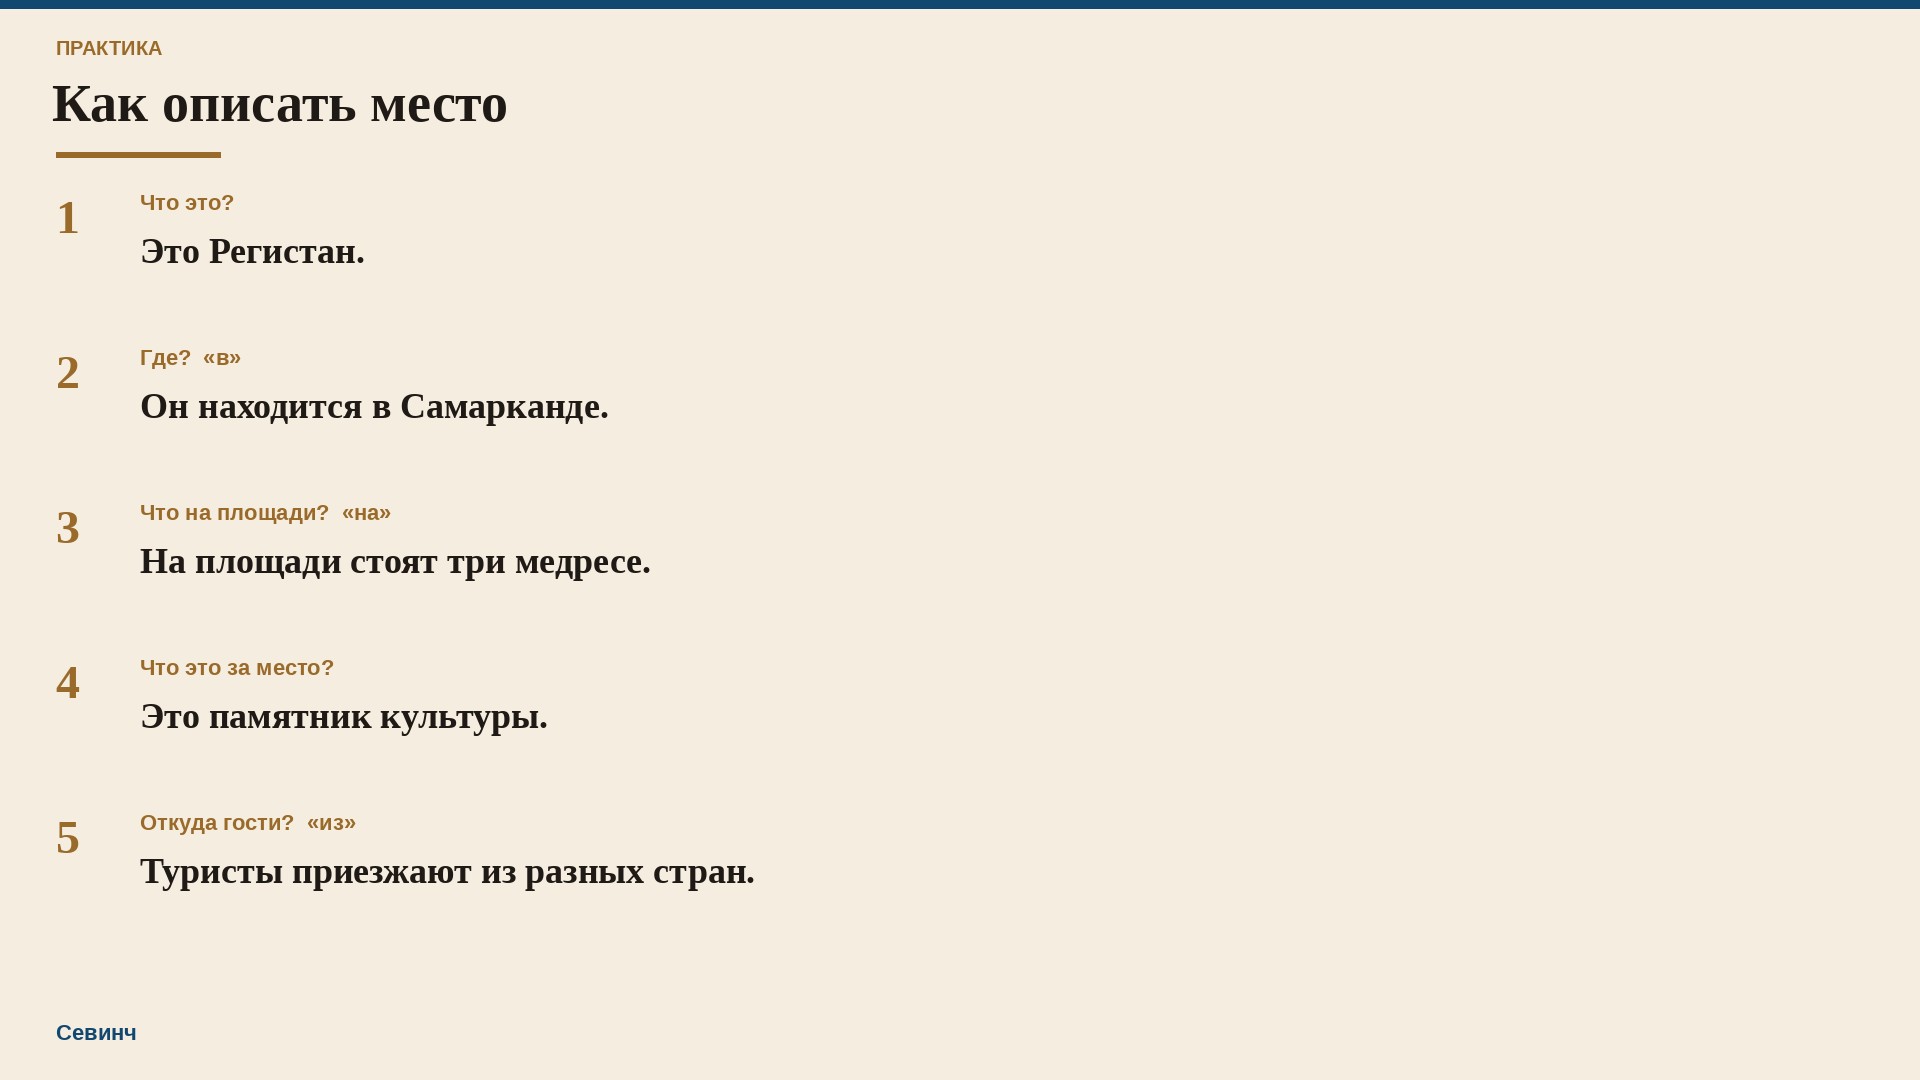 ПРАКТИКА
Как описать место
1
Что это?
Это Регистан.
2
Где? «в»
Он находится в Самарканде.
3
Что на площади? «на»
На площади стоят три медресе.
4
Что это за место?
Это памятник культуры.
5
Откуда гости? «из»
Туристы приезжают из разных стран.
Севинч